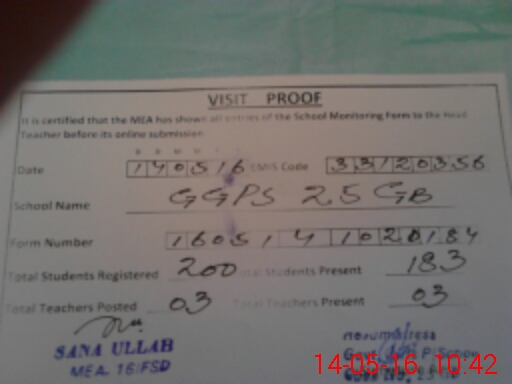 VISIT PROOF
It is certified that the MEA has shown all entries of the School Monitoring Form to the Head
Teacher before its online submission
Date 140516 EMIS Code 33120356
School Name GGPS 25 GB
Form Number 1605141020184
Total Students Registered 200 Total Students Present 183
Total Teachers Posted 03 Total Teachers Present 03
SANA ULLAH
MEA. 16 FSD
14-05-16 10:42